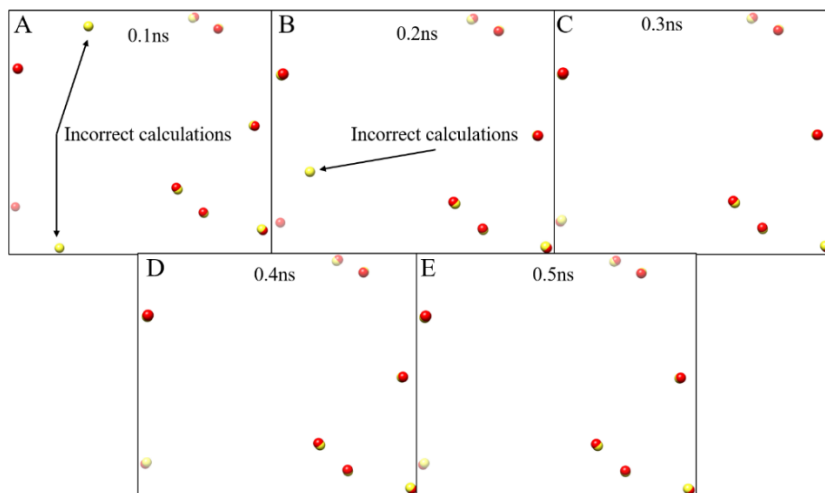 A
0.1ns
Incorrect calculations
B
0.2ns
Incorrect calculations
C
0.3ns
D
0.4ns
E
0.5ns